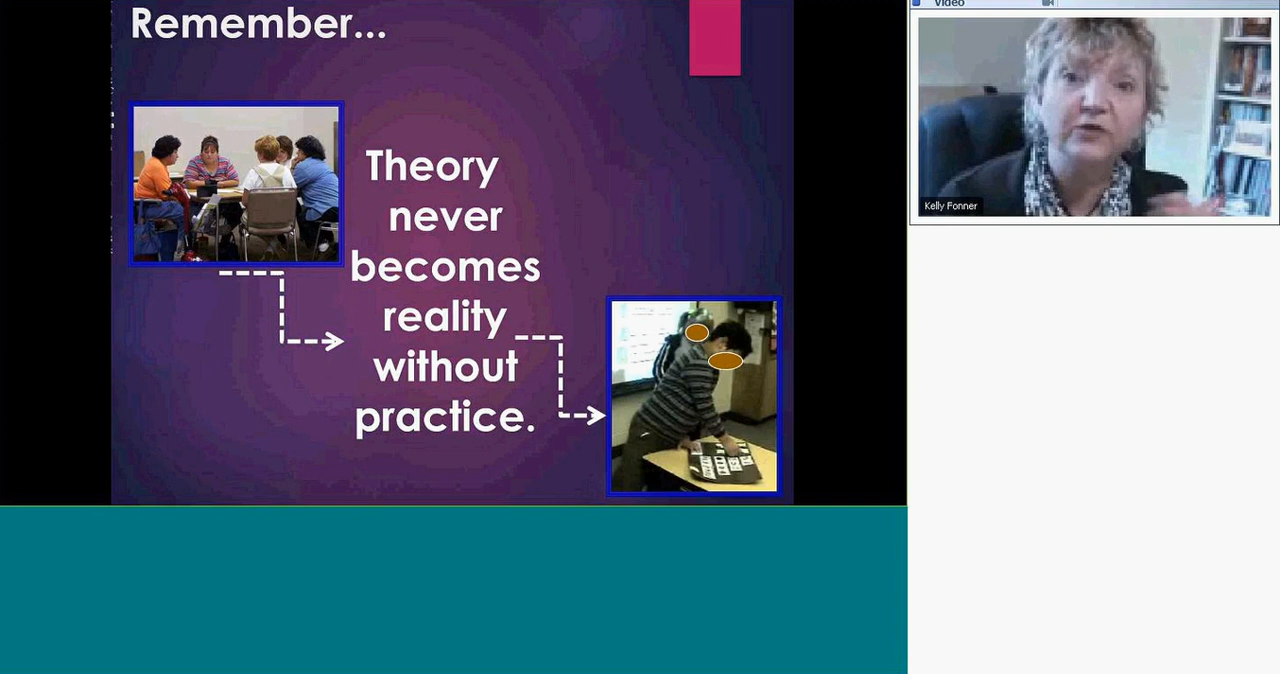 Remember...
Theory
never
becomes
reality
without
practice.
Video
Kelly Fonner